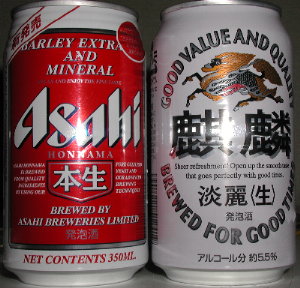 新発売
BARLEY EXTRACT
AND
MINERAL
Asahi
HONNAMA
本生
BREWED BY
ASAHI BREWERIES LIMITED
発泡酒
NET CONTENTS 350ML.
GOOD VALUE AND QUALITY
麒麟
Sheer refreshment! Open up the smoothness
that goes perfectly with good times.
淡麗〈生〉
発泡酒
BREWED FOR GOOD TIMES
アルコール分 約5.5%